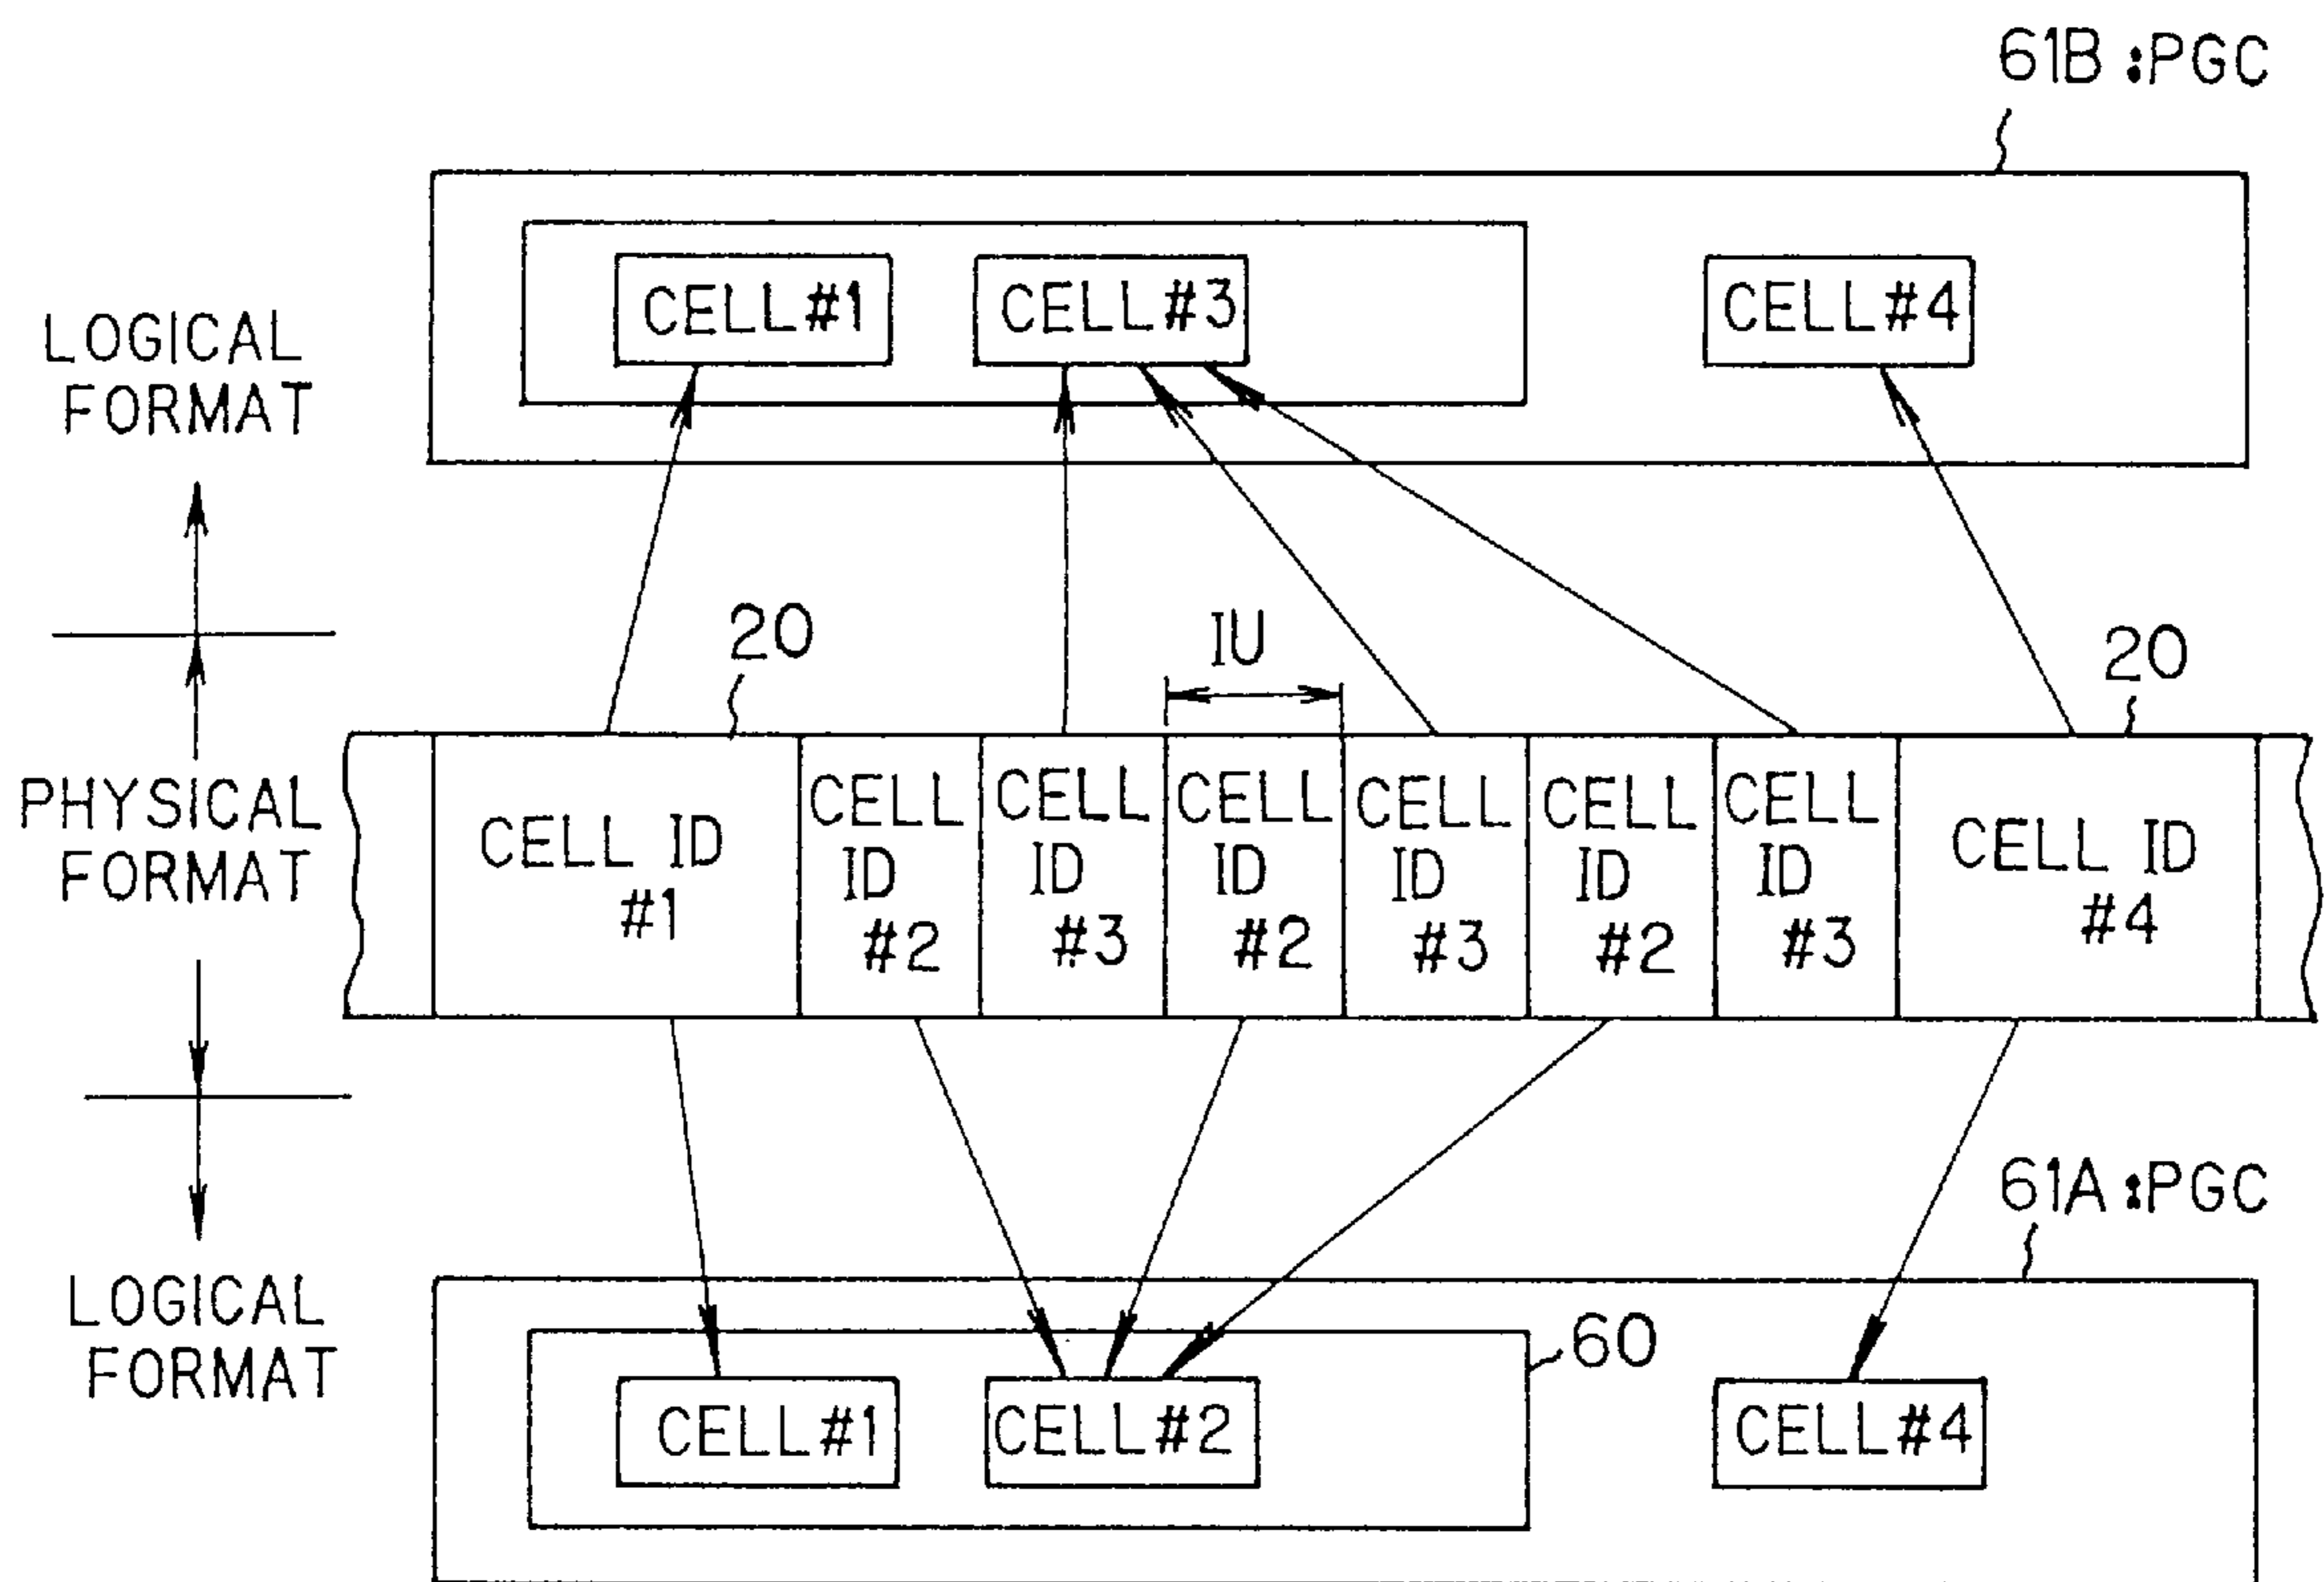 61B :PGC
CELL#1
CELL#3
CELL#4
LOGICAL
FORMAT
20
IU
20
PHYSICAL
FORMAT
CELL ID
#1
CELL
ID
#2
CELL
ID
#3
CELL
ID
#2
CELL
ID
#3
CELL
ID
#2
CELL
ID
#3
CELL ID
#4
61A :PGC
LOGICAL
FORMAT
60
CELL#1
CELL#2
CELL#4